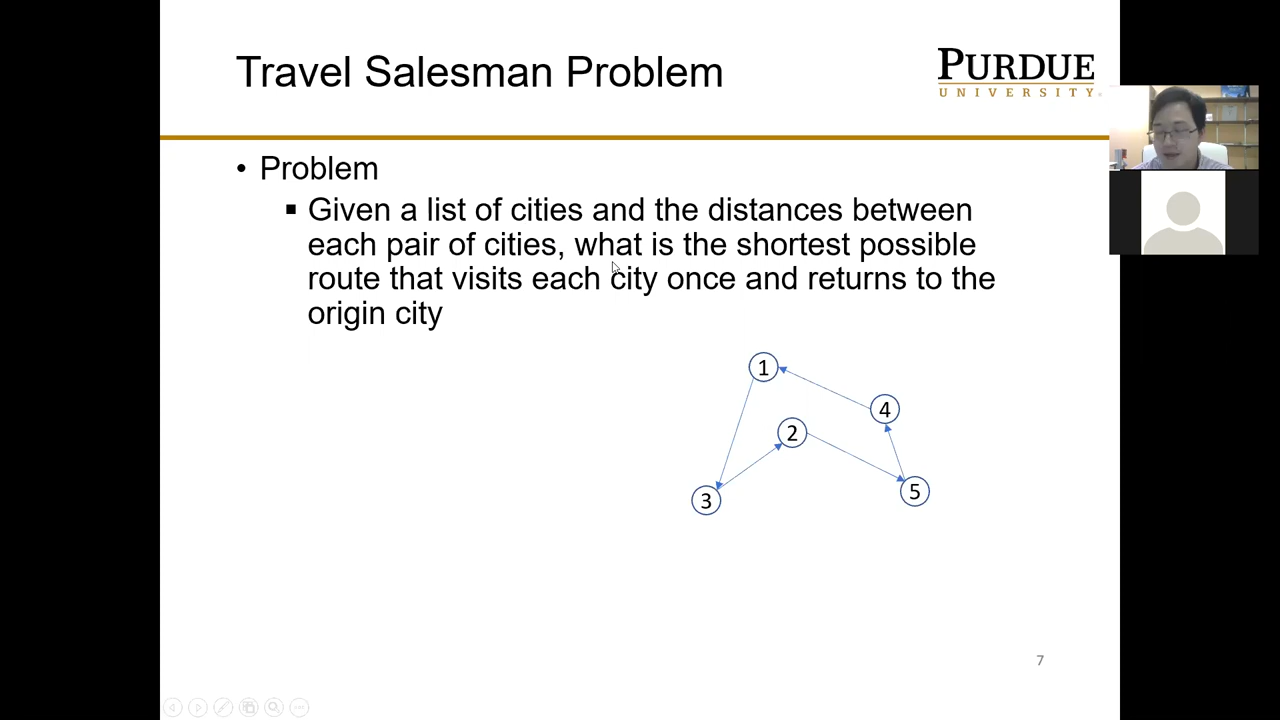 Travel Salesman Problem
PURDUE
UNIVERSITY
• Problem
▪ Given a list of cities and the distances between
each pair of cities, what is the shortest possible
route that visits each city once and returns to the
origin city
1
4
2
3
5
7